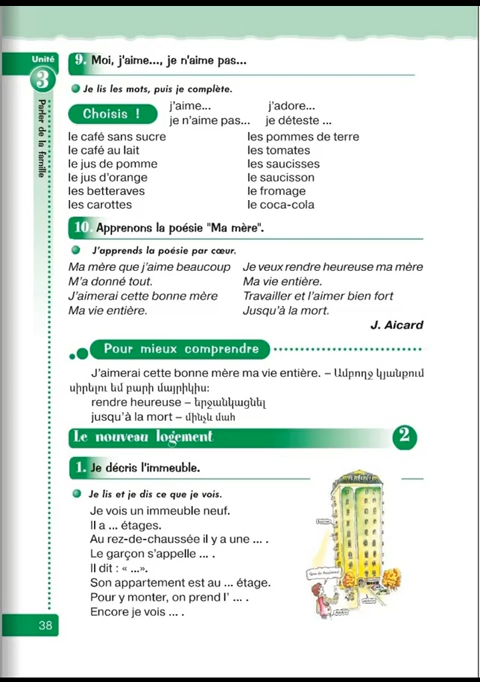 Unité
3
Parler de la famille
9. Moi, j'aime..., je n'aime pas...
Je lis les mots, puis je complète.
Choisis !
j'aime... j'adore...
je n'aime pas... je déteste ...
le café sans sucre les pommes de terre
le café au lait les tomates
le jus de pomme les saucisses
le jus d'orange le saucisson
les betteraves le fromage
les carottes le coca-cola
10. Apprenons la poésie "Ma mère".
J'apprends la poésie par cœur.
Ma mère que j'aime beaucoup
M'a donné tout.
J'aimerai cette bonne mère
Ma vie entière.
Je veux rendre heureuse ma mère
Ma vie entière.
Travailler et l'aimer bien fort
Jusqu'à la mort.
J. Aicard
Pour mieux comprendre
J'aimerai cette bonne mère ma vie entière. – Ամբողջ կյանքում
սիրելու եմ բարի մայրիկիս:
rendre heureuse – երջանկացնել
jusqu'à la mort – մինչև մահ
Le nouveau logement 2
1. Je décris l'immeuble.
Je lis et je dis ce que je vois.
Je vois un immeuble neuf.
Il a ... étages.
Au rez-de-chaussée il y a une ... .
Le garçon s'appelle ... .
Il dit : « ...».
Son appartement est au ... étage.
Pour y monter, on prend l' ... .
Encore je vois ... .
38